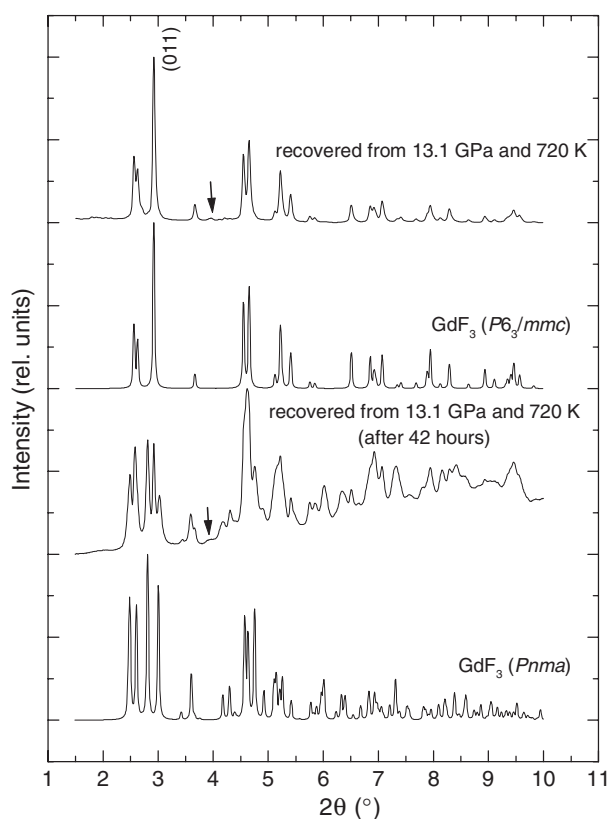 (011)
recovered from 13.1 GPa and 720 K
GdF₃ (P6₃/mmc)
recovered from 13.1 GPa and 720 K
(after 42 hours)
GdF₃ (Pnma)
Intensity (rel. units)
1 2 3 4 5 6 7 8 9 10 11
2θ (°)